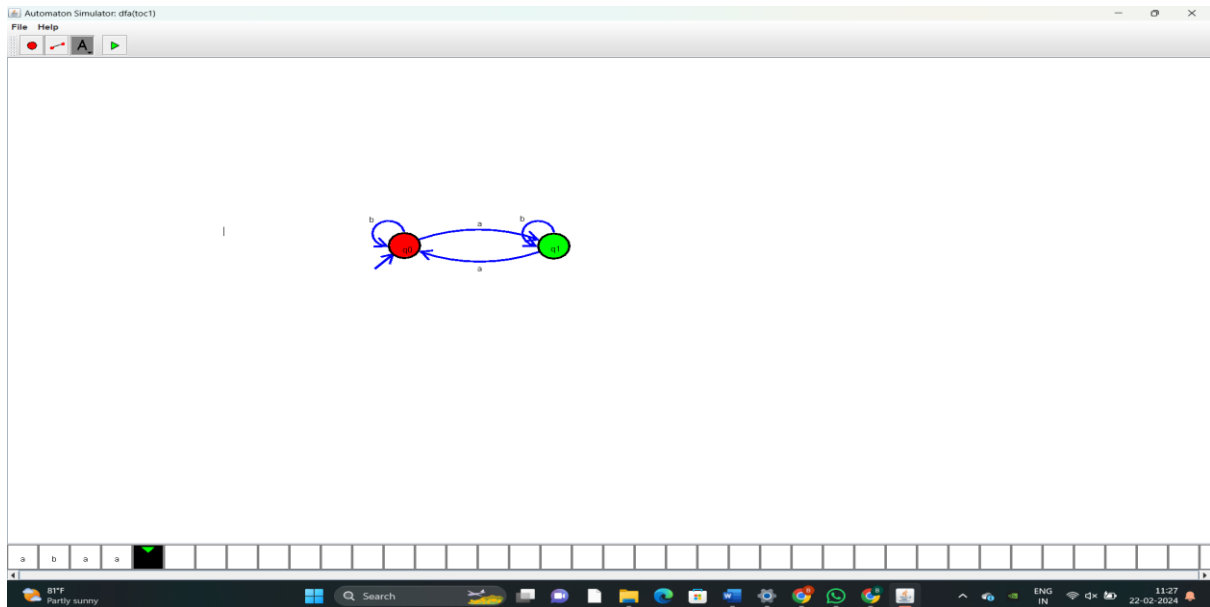 Automaton Simulator: dfa(toc1)
File Help
A
b
a
b
q0
q1
a
a b a a
81°F
Partly sunny
Search
ENG
IN
11:27
22-02-2024